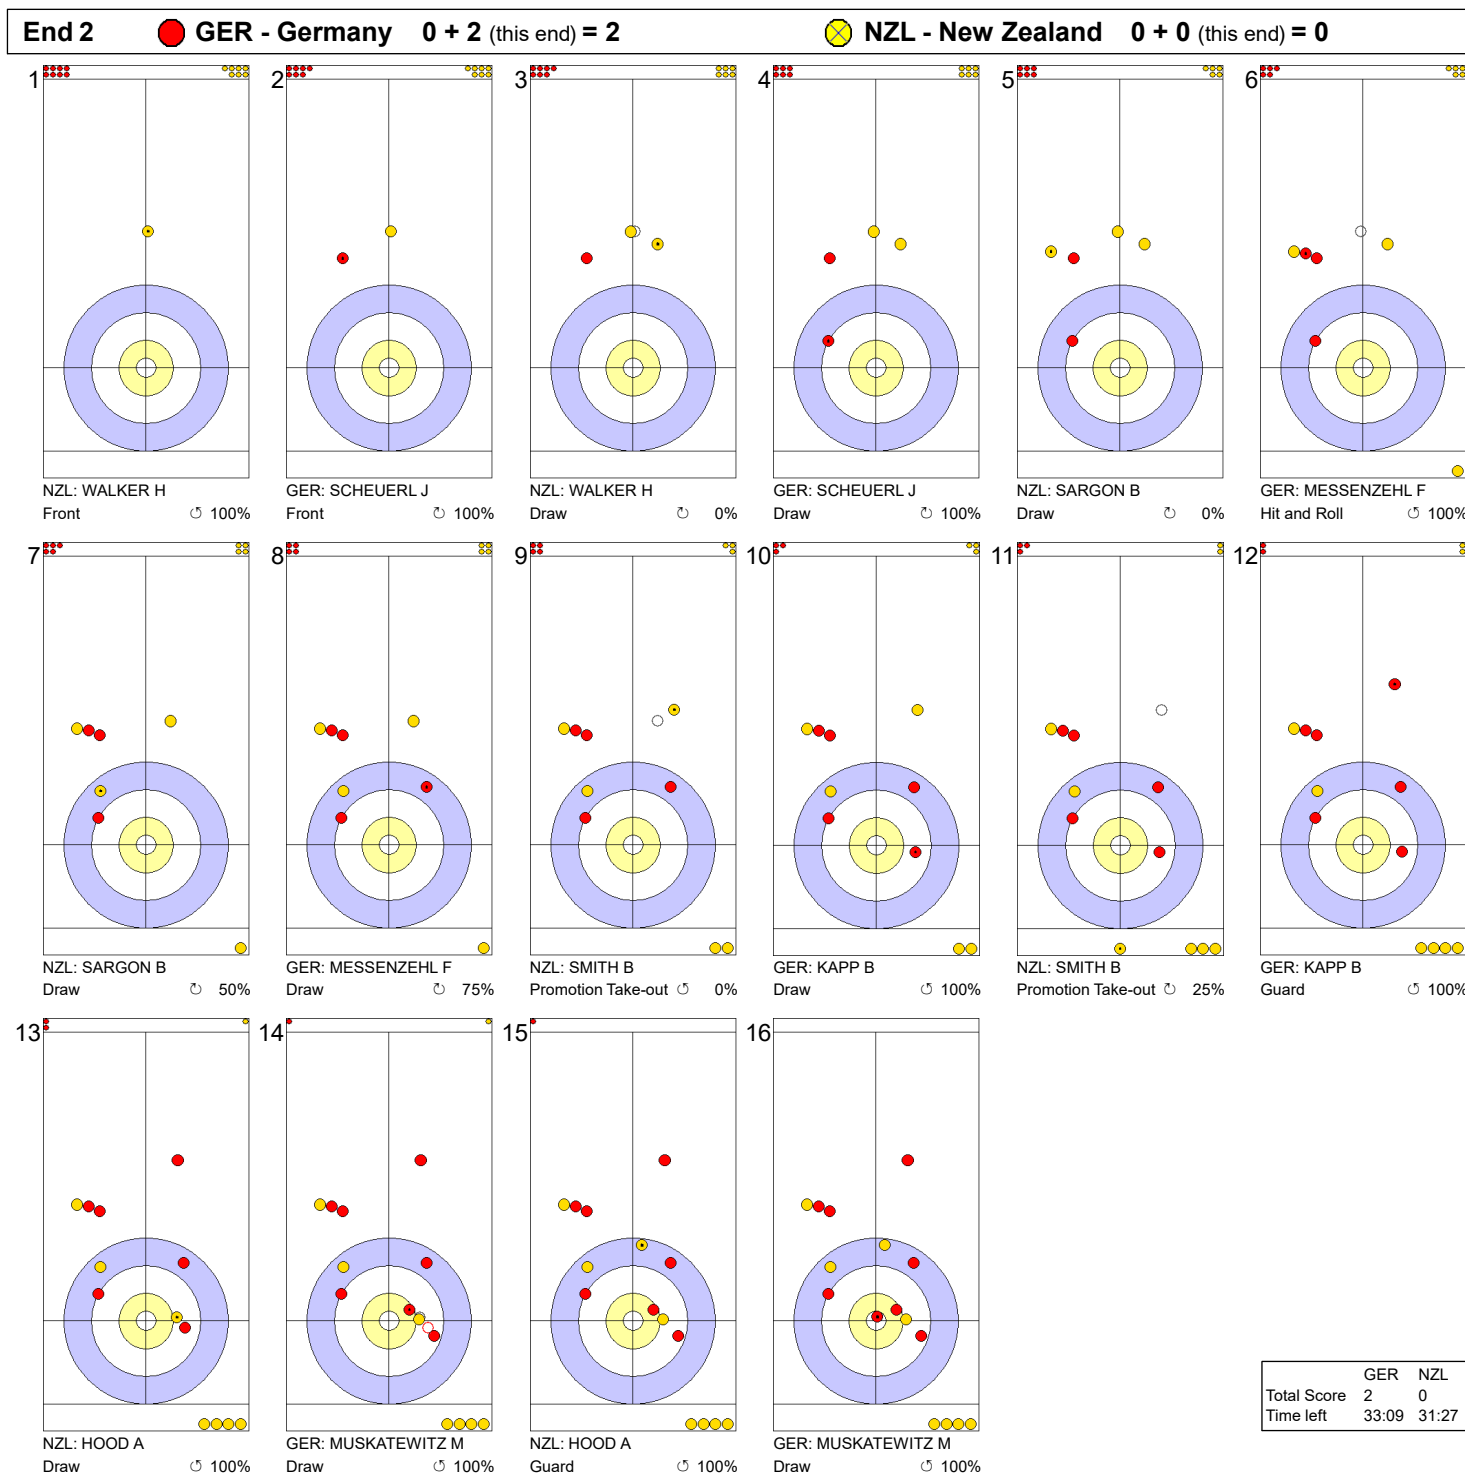 End 2 GER - Germany 0 + 2 (this end) = 2 NZL - New Zealand 0 + 0 (this end) = 0
1 2 3 4 5 6
NZL: WALKER H GER: SCHEUERL J NZL: WALKER H GER: SCHEUERL J NZL: SARGON B GER: MESSENZEHL F
Front ↺ 100% Front ↻ 100% Draw ↻ 0% Draw ↻ 100% Draw ↻ 0% Hit and Roll ↺ 100%
7 8 9 10 11 12
NZL: SARGON B GER: MESSENZEHL F NZL: SMITH B GER: KAPP B NZL: SMITH B GER: KAPP B
Draw ↻ 50% Draw ↻ 75% Promotion Take-out ↺ 0% Draw ↺ 100% Promotion Take-out ↻ 25% Guard ↺ 100%
13 14 15 16
NZL: HOOD A GER: MUSKATEWITZ M NZL: HOOD A GER: MUSKATEWITZ M
Draw ↺ 100% Draw ↺ 100% Guard ↺ 100% Draw ↺ 100%
GER NZL
Total Score 2 0
Time left 33:09 31:27